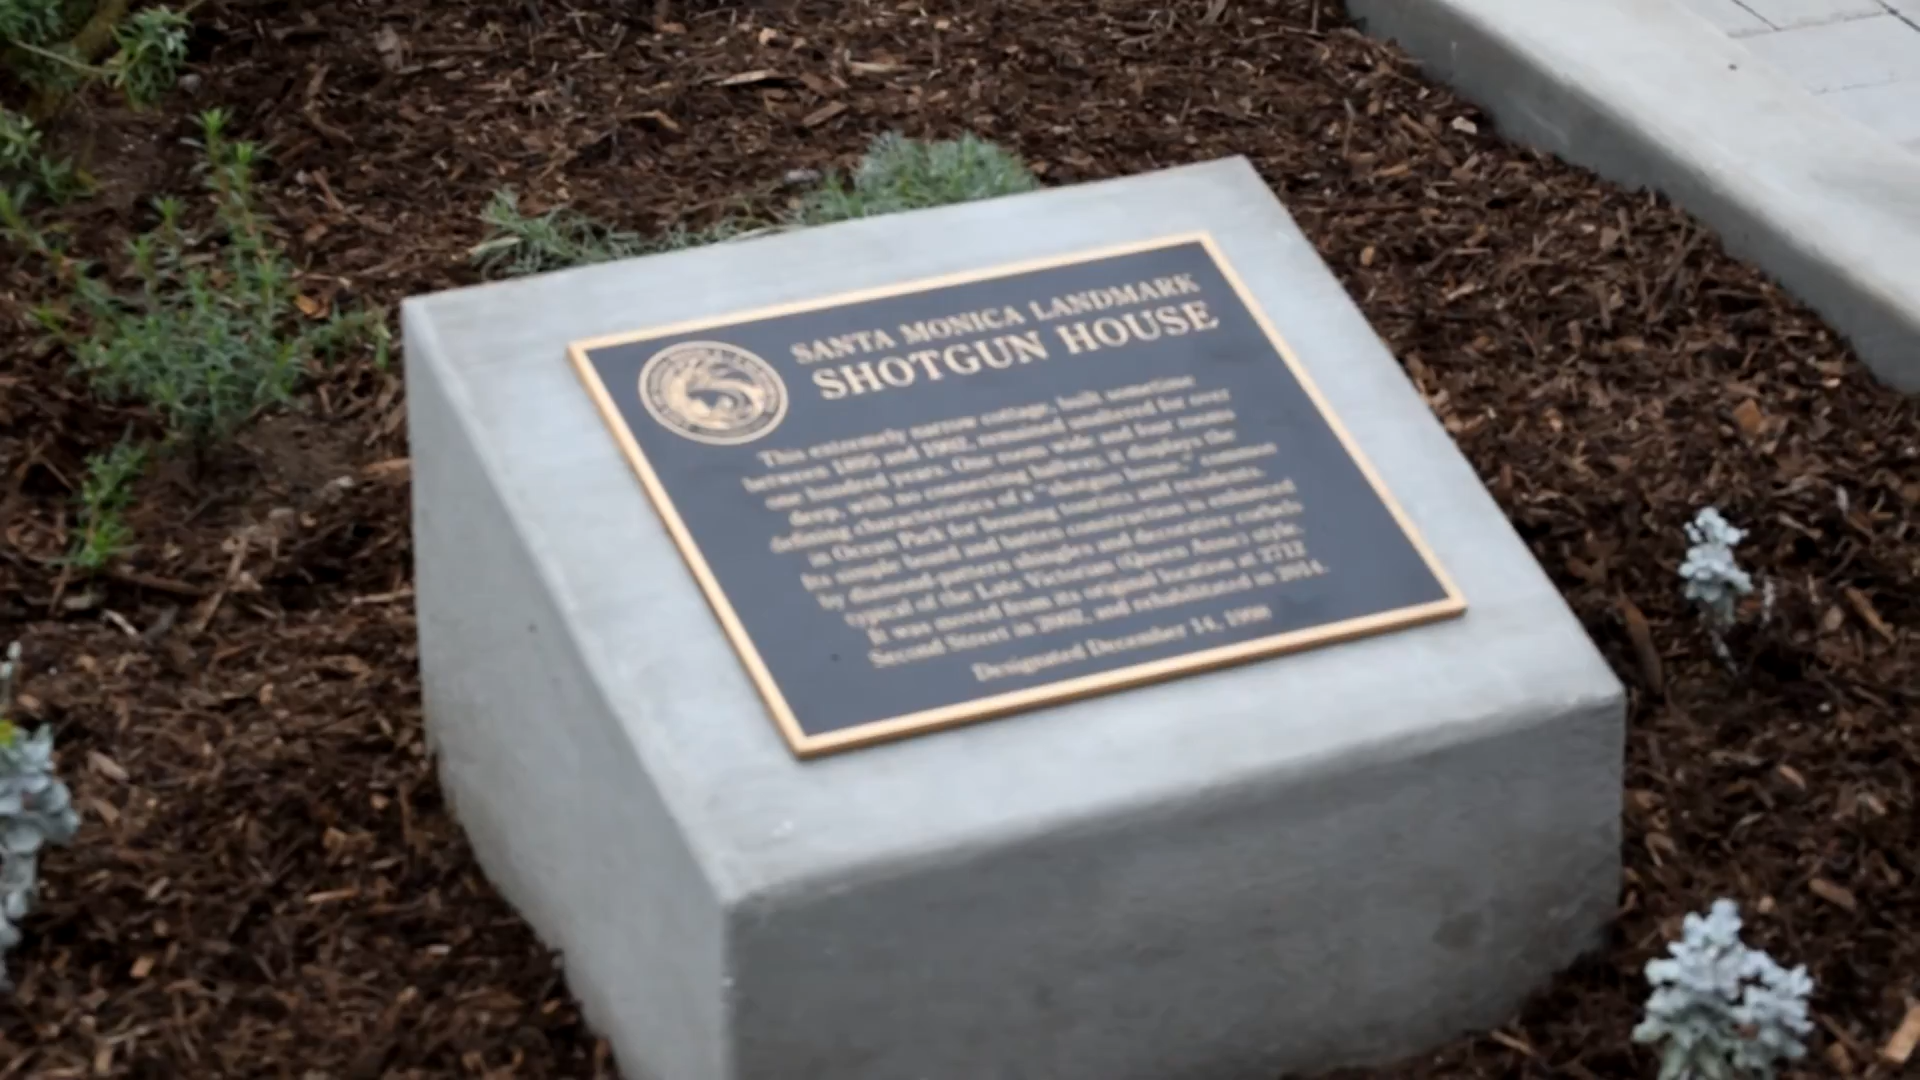 SANTA MONICA LANDMARK
SHOTGUN HOUSE
This extremely narrow cottage, built sometime
between 1895 and 1902, remained unaltered for over
one hundred years. One room wide and four rooms
deep, with no connecting hallway, it displays the
defining characteristics of a "shotgun house," common
in Ocean Park for housing tourists and residents.
Its simple board and batten construction is enhanced
by diamond-pattern shingles and decorative corbels
typical of the Late Victorian (Queen Anne) style.
It was moved from its original location at 2712
Second Street in 2002, and rehabilitated in 2014.
Designated December 14, 1998